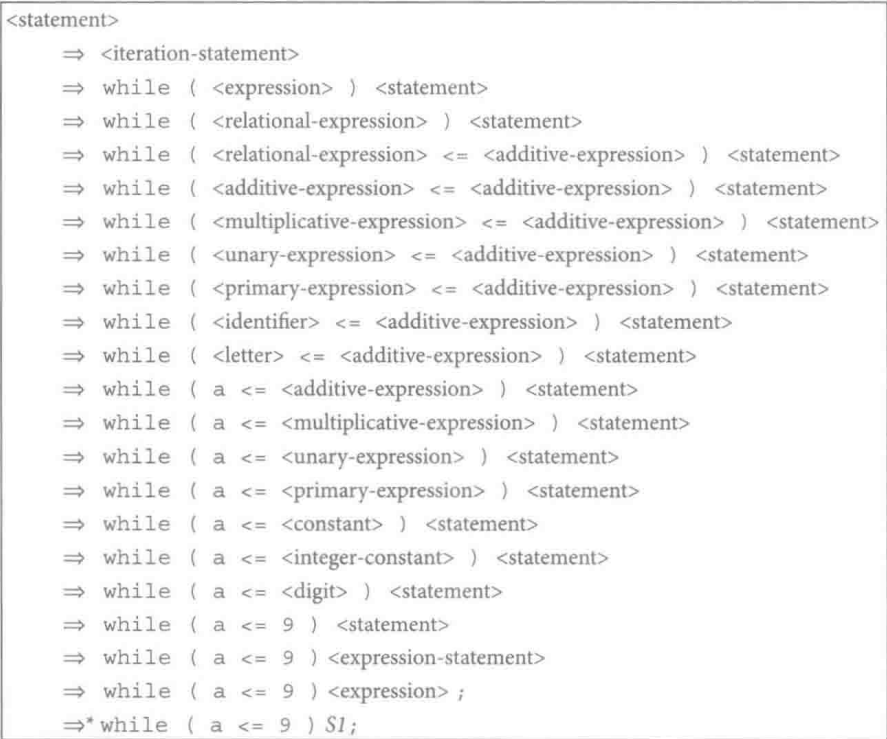 <statement>
⇒ <iteration-statement>
⇒ while ( <expression> ) <statement>
⇒ while ( <relational-expression> ) <statement>
⇒ while ( <relational-expression> <= <additive-expression> ) <statement>
⇒ while ( <additive-expression> <= <additive-expression> ) <statement>
⇒ while ( <multiplicative-expression> <= <additive-expression> ) <statement>
⇒ while ( <unary-expression> <= <additive-expression> ) <statement>
⇒ while ( <primary-expression> <= <additive-expression> ) <statement>
⇒ while ( <identifier> <= <additive-expression> ) <statement>
⇒ while ( <letter> <= <additive-expression> ) <statement>
⇒ while ( a <= <additive-expression> ) <statement>
⇒ while ( a <= <multiplicative-expression> ) <statement>
⇒ while ( a <= <unary-expression> ) <statement>
⇒ while ( a <= <primary-expression> ) <statement>
⇒ while ( a <= <constant> ) <statement>
⇒ while ( a <= <integer-constant> ) <statement>
⇒ while ( a <= <digit> ) <statement>
⇒ while ( a <= 9 ) <statement>
⇒ while ( a <= 9 ) <expression-statement>
⇒ while ( a <= 9 ) <expression> ;
⇒* while ( a <= 9 ) S1;